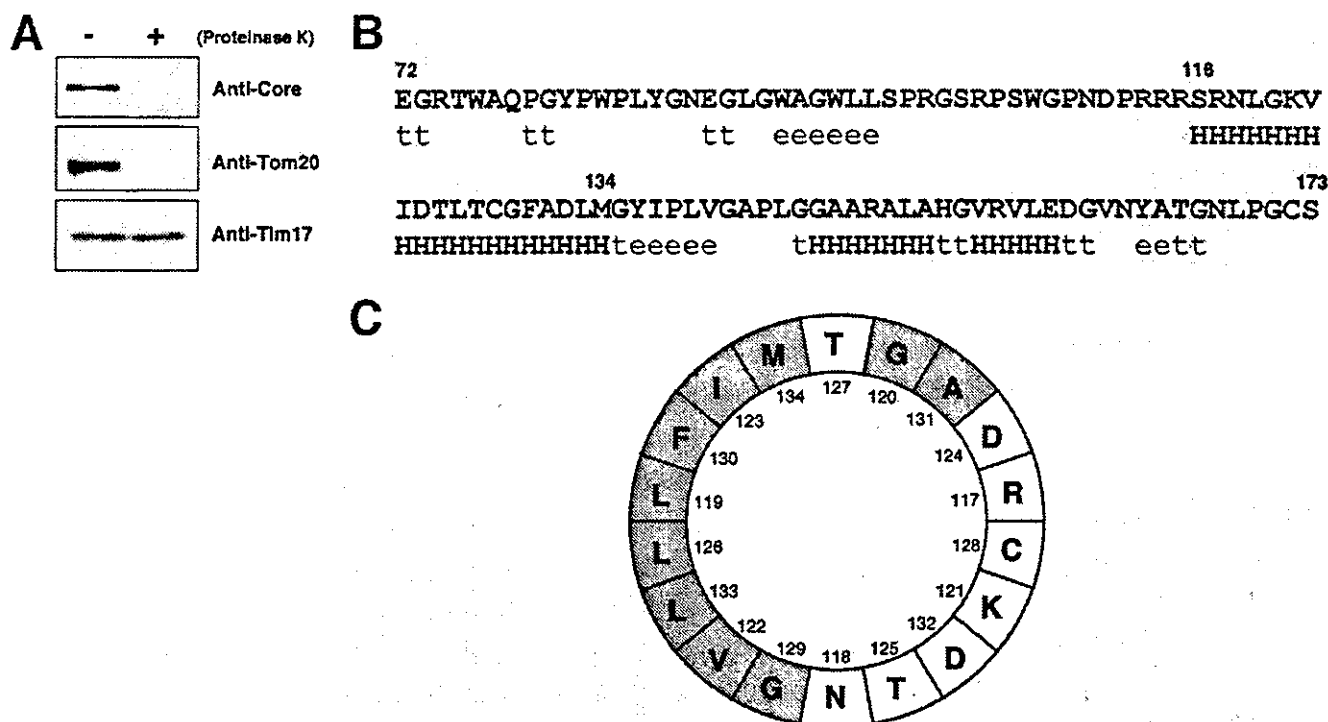 A
- + (Proteinase K)
Anti-Core
Anti-Tom20
Anti-Tim17
B
72 116
EGRTWAQPGYPWPLYGNEGLGWAGWLLSPRGSRPSWGPNDPRRRSRNLGKV
tt tt tt eeeeee HHHHHHH
134 173
IDTLTCGFADLMGYIPLVGAPLGGAARALAHGVRVLEDGVNYATGNLPGCS
HHHHHHHHHHHHteeeee tHHHHHHHttHHHHHtt eett
C
T
127
G
120
A
131
D
124
R
117
C
128
K
121
D
132
T
125
N
118
G
129
V
122
L
133
L
126
L
119
F
130
I
123
M
134